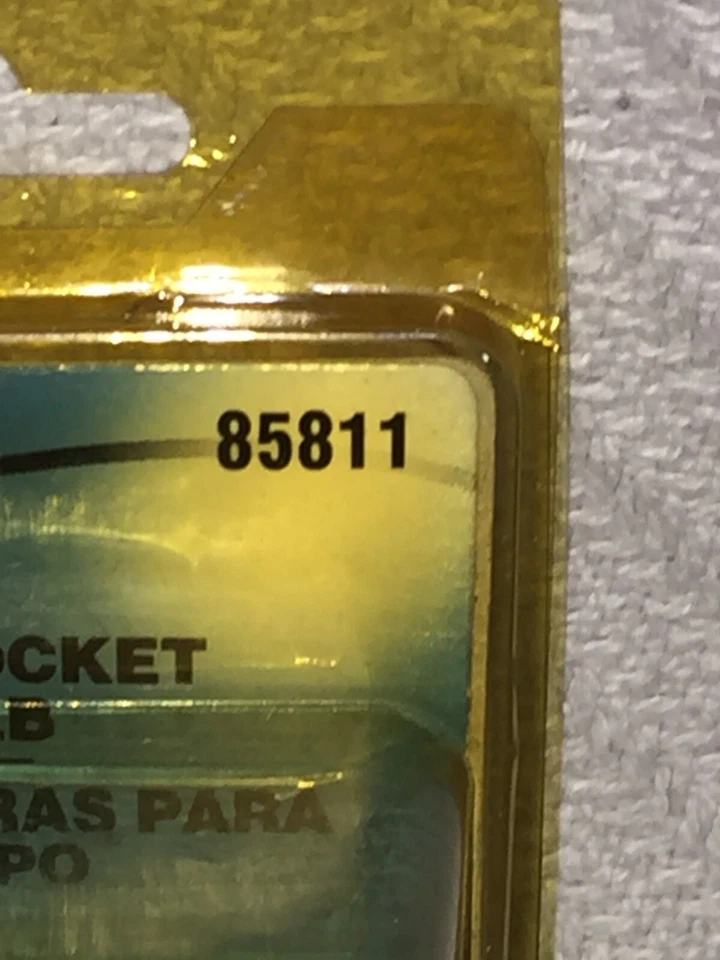 85811
OCKET
LB
RAS PARA
PO